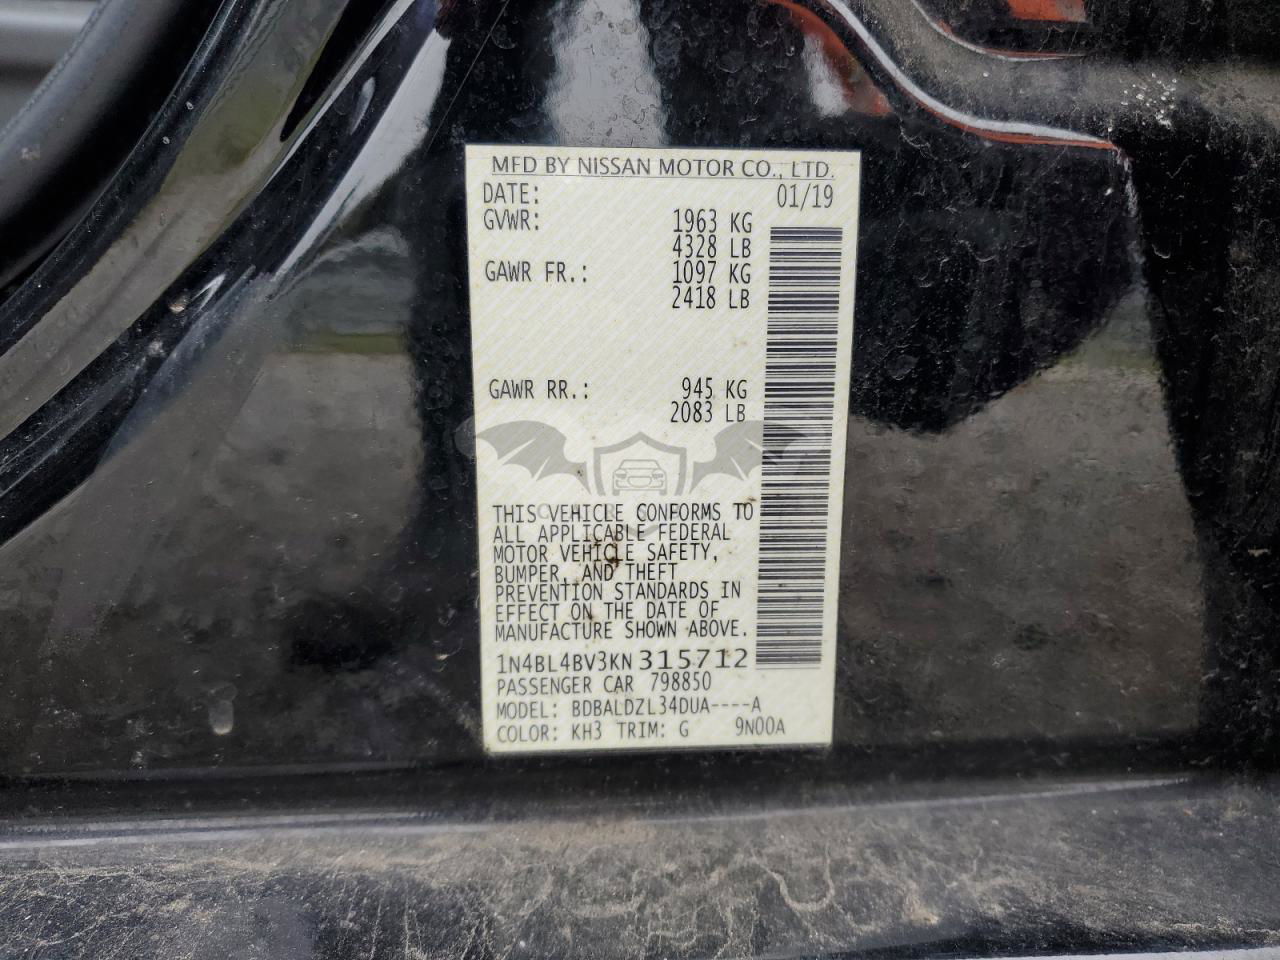 MFD BY NISSAN MOTOR CO., LTD.
DATE: 01/19
GVWR: 1963 KG
4328 LB
GAWR FR.: 1097 KG
2418 LB
GAWR RR.: 945 KG
2083 LB
THIS VEHICLE CONFORMS TO
ALL APPLICABLE FEDERAL
MOTOR VEHICLE SAFETY,
BUMPER, AND THEFT
PREVENTION STANDARDS IN
EFFECT ON THE DATE OF
MANUFACTURE SHOWN ABOVE.
1N4BL4BV3KN315712
PASSENGER CAR 798850
MODEL: BDBALDZL34DUA----A
COLOR: KH3 TRIM: G 9N00A